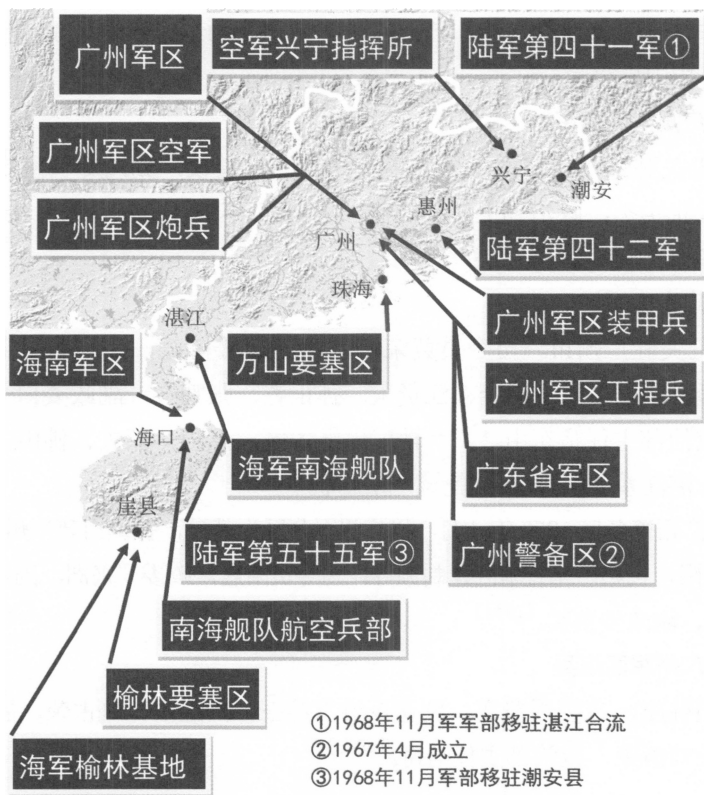 广州军区
空军兴宁指挥所
陆军第四十一军①
广州军区空军
兴宁
潮安
广州军区炮兵
惠州
广州
陆军第四十二军
珠海
广州军区装甲兵
湛江
海南军区
万山要塞区
广州军区工程兵
海口
海军南海舰队
广东省军区
崖县
陆军第五十五军③
广州警备区②
南海舰队航空兵部
榆林要塞区
海军榆林基地
①1968年11月军军部移驻湛江合流
②1967年4月成立
③1968年11月军部移驻潮安县